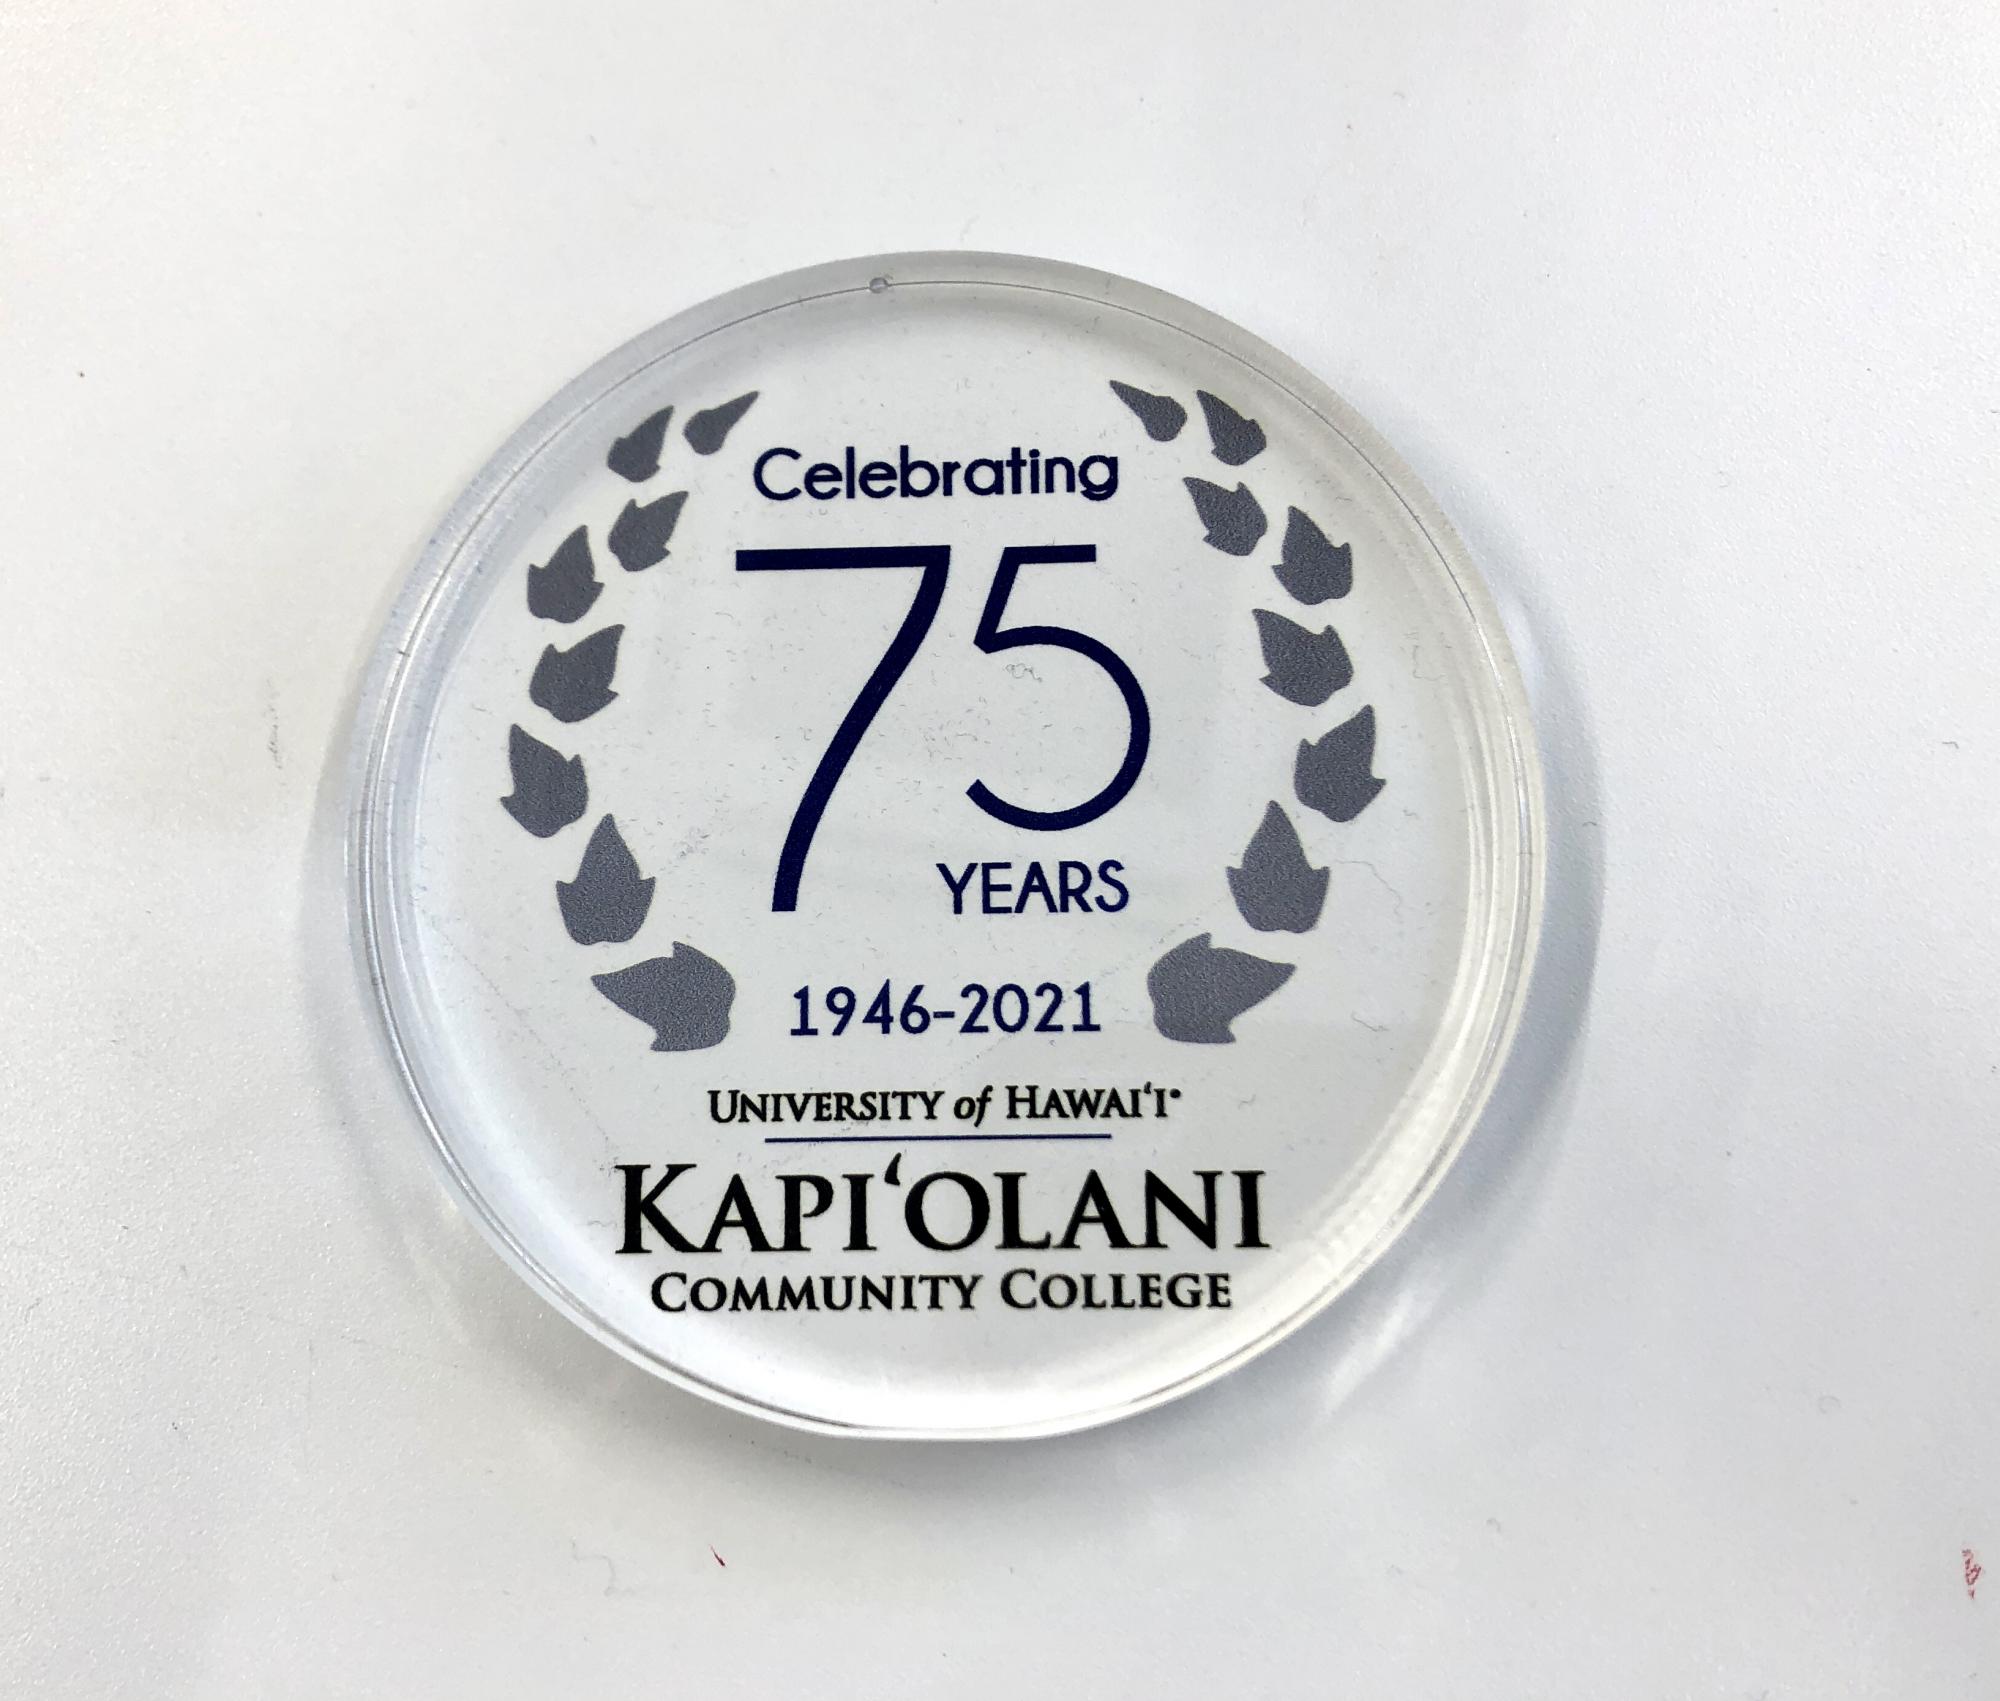 Celebrating
75
YEARS
1946-2021
UNIVERSITY of HAWAIʻI®
KAPIʻOLANI
COMMUNITY COLLEGE